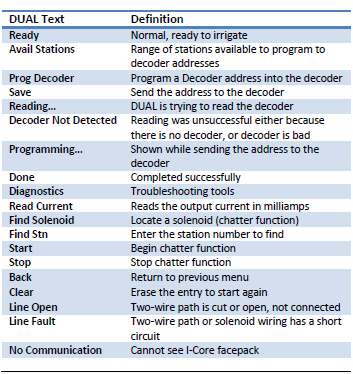 DUAL Text Definition
Ready Normal, ready to irrigate
Avail Stations Range of stations available to program to
decoder addresses
Prog Decoder Program a Decoder address into the decoder
Save Send the address to the decoder
Reading... DUAL is trying to read the decoder
Decoder Not Detected Reading was unsuccessful either because
there is no decoder, or decoder is bad
Programming... Shown while sending the address to the
decoder
Done Completed successfully
Diagnostics Troubleshooting tools
Read Current Reads the output current in milliamps
Find Solenoid Locate a solenoid (chatter function)
Find Stn Enter the station number to find
Start Begin chatter function
Stop Stop chatter function
Back Return to previous menu
Clear Erase the entry to start again
Line Open Two-wire path is cut or open, not connected
Line Fault Two-wire path or solenoid wiring has a short
circuit
No Communication Cannot see I-Core facepack